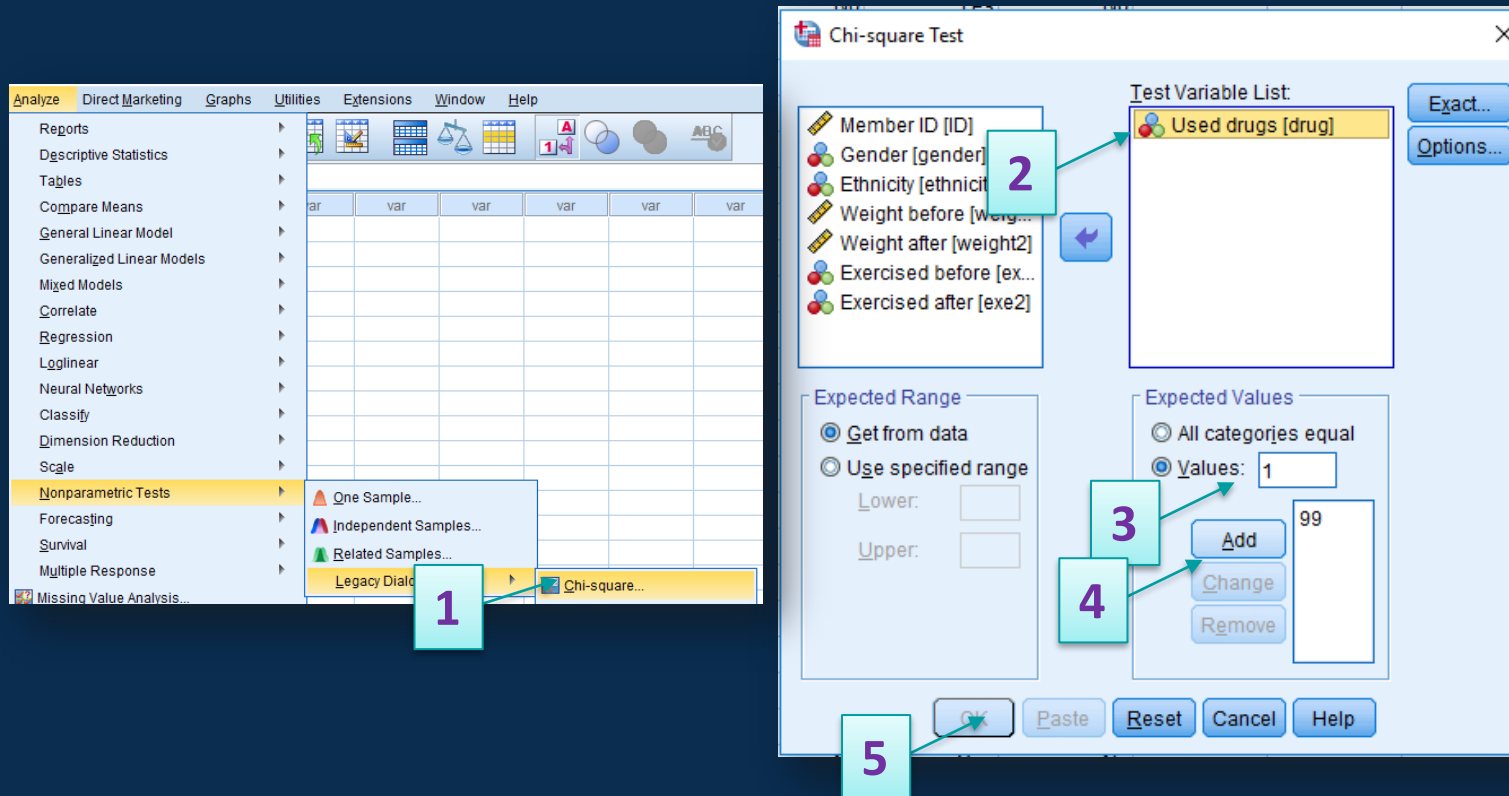 Analyze Direct Marketing Graphs Utilities Extensions Window Help
Reports
Descriptive Statistics
Tables
Compare Means
General Linear Model
Generalized Linear Models
Mixed Models
Correlate
Regression
Loglinear
Neural Networks
Classify
Dimension Reduction
Scale
Nonparametric Tests
Forecasting
Survival
Multiple Response
Missing Value Analysis...
A
1
ABC
var var var var var var
One Sample...
Independent Samples...
Related Samples...
Legacy
Chi-square...
1
Chi-square Test
Member ID [ID]
Gender [gender]
Ethnicity [ethnicit
Weight before [weig...
Weight after [weight2]
Exercised before [ex...
Exercised after [exe2]
2
Test Variable List:
Used drugs [drug]
Exact...
Options...
Expected Range
Get from data
Use specified range
Lower:
Upper:
Expected Values
All categories equal
Values: 1
3
99
Add
Change
Remove
4
OK Paste Reset Cancel Help
5